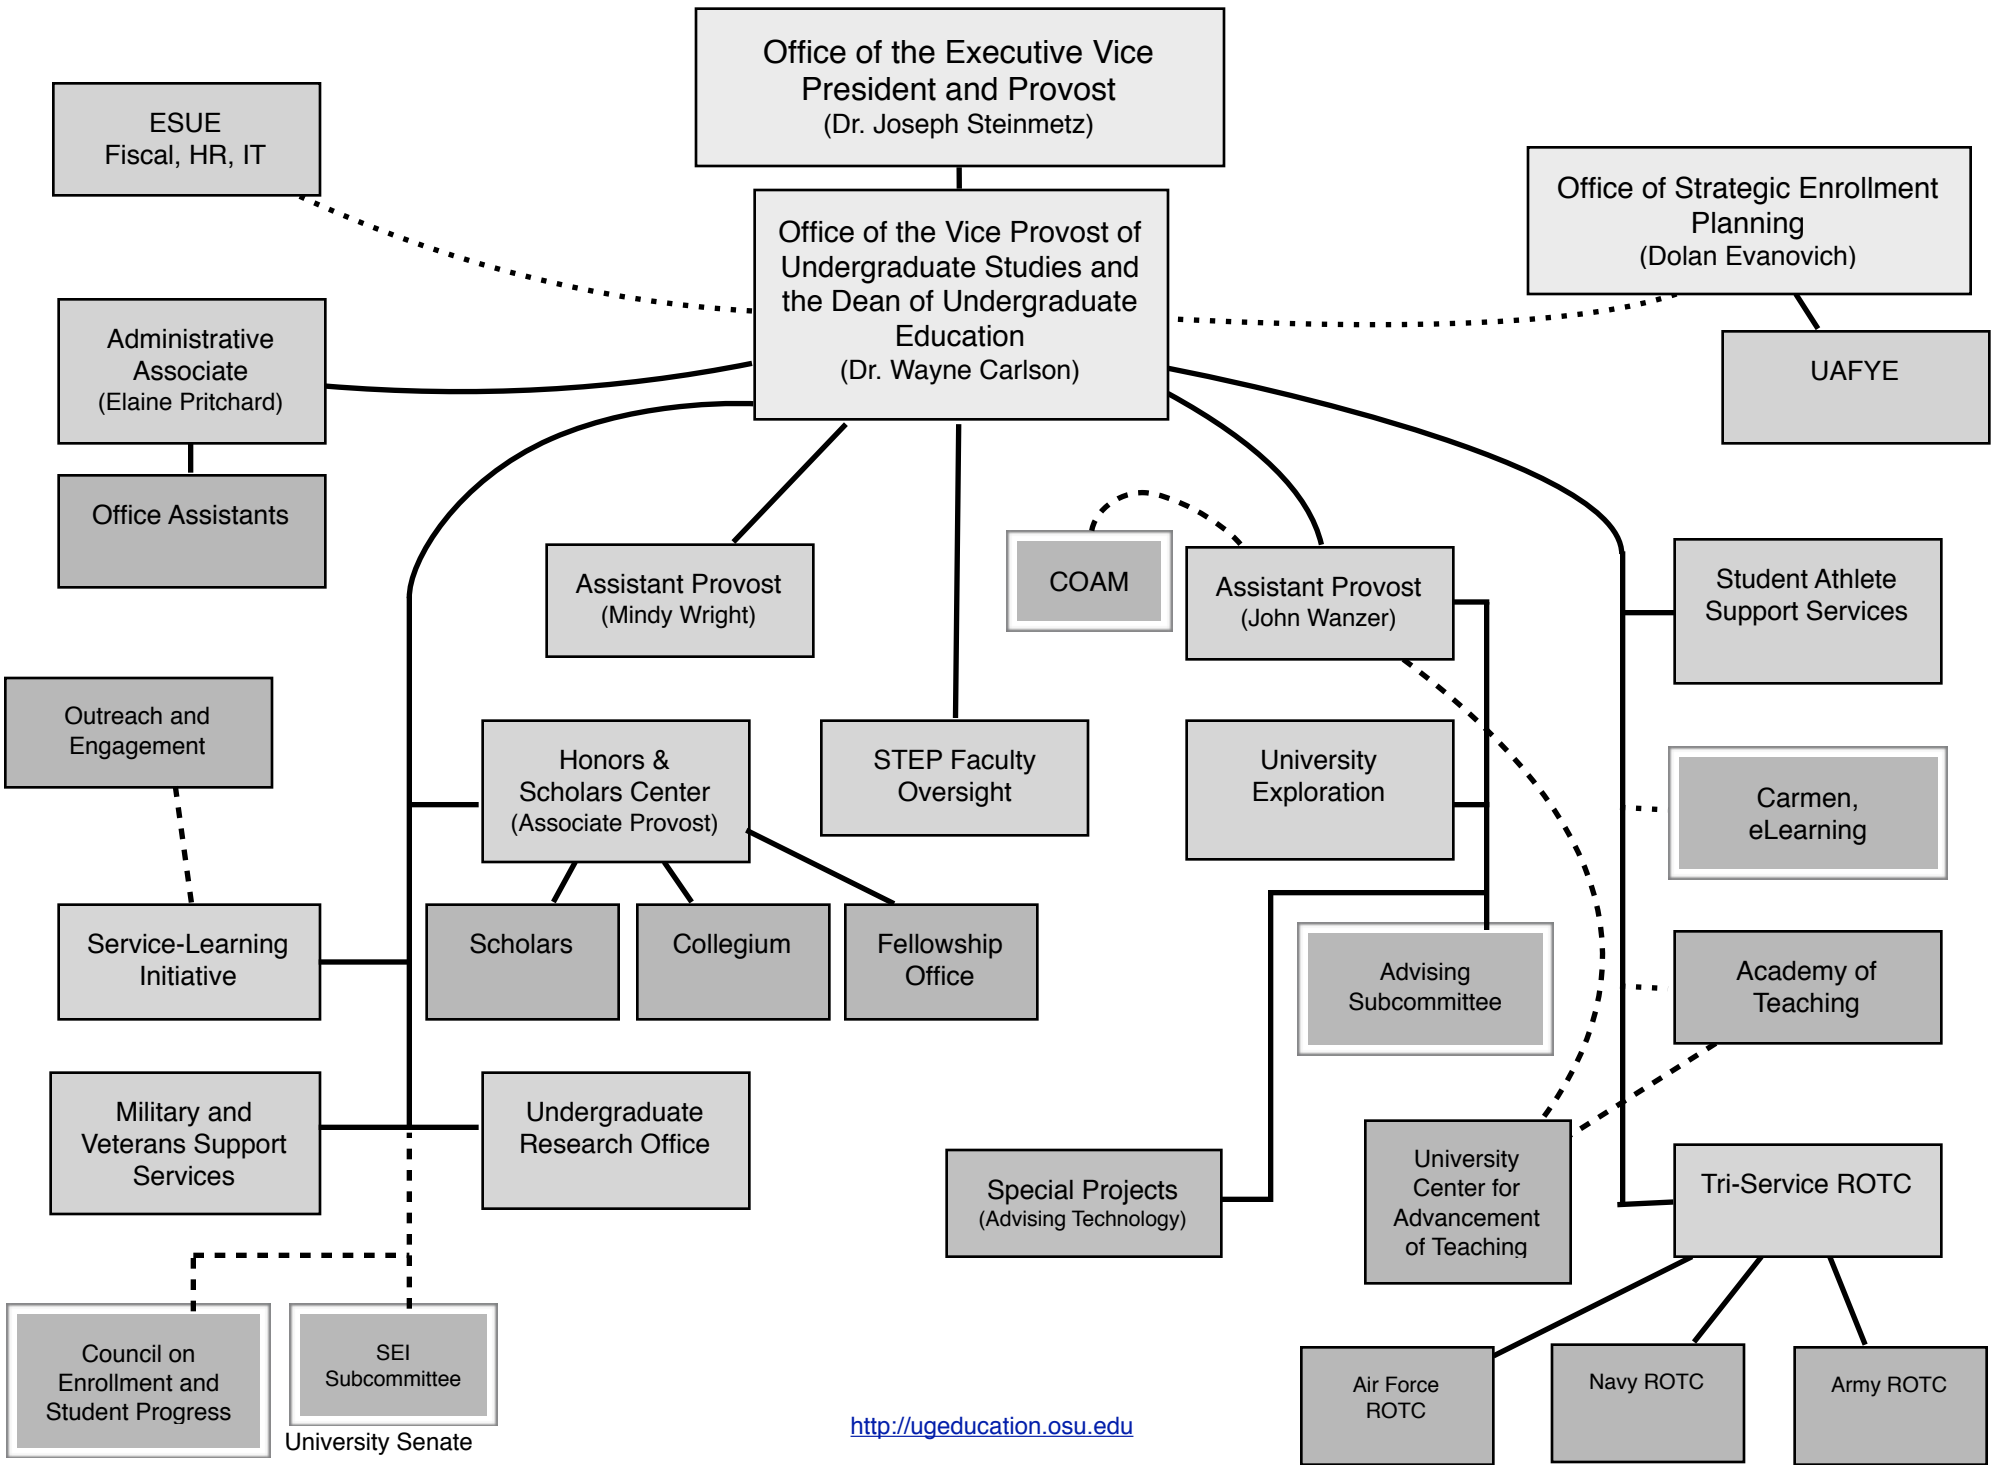 Office of the Executive Vice
President and Provost
(Dr. Joseph Steinmetz)
ESUE
Fiscal, HR, IT
Office of Strategic Enrollment
Planning
(Dolan Evanovich)
Office of the Vice Provost of
Undergraduate Studies and
the Dean of Undergraduate
Education
(Dr. Wayne Carlson)
Administrative
Associate
(Elaine Pritchard)
UAFYE
Office Assistants
Assistant Provost
(Mindy Wright)
COAM
Assistant Provost
(John Wanzer)
Student Athlete
Support Services
Outreach and
Engagement
Honors &
Scholars Center
(Associate Provost)
STEP Faculty
Oversight
University
Exploration
Carmen,
eLearning
Service-Learning
Initiative
Scholars
Collegium
Fellowship
Office
Advising
Subcommittee
Academy of
Teaching
Military and
Veterans Support
Services
Undergraduate
Research Office
Special Projects
(Advising Technology)
University
Center for
Advancement
of Teaching
Tri-Service ROTC
Council on
Enrollment and
Student Progress
SEI
Subcommittee
University Senate
http://ugeducation.osu.edu
Air Force
ROTC
Navy ROTC
Army ROTC